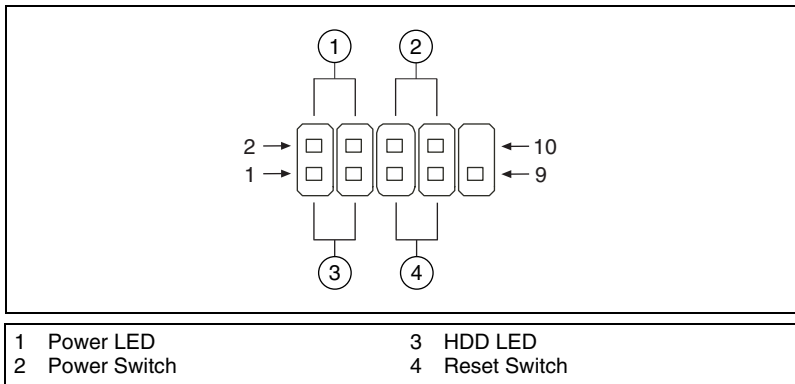 1 2
2 10
1 9
3 4
1 Power LED 3 HDD LED
2 Power Switch 4 Reset Switch